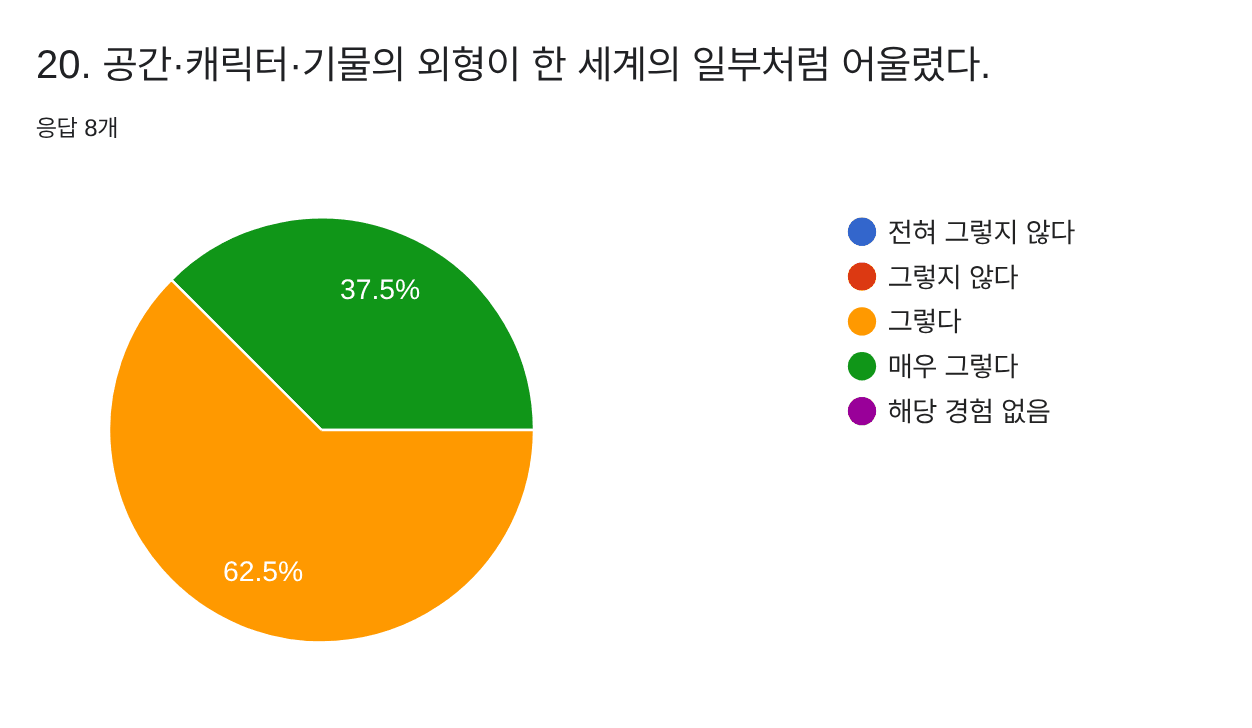 20. 공간·캐릭터·기물의 외형이 한 세계의 일부처럼 어울렸다.
응답 8개
37.5%
62.5%
전혀 그렇지 않다
그렇지 않다
그렇다
매우 그렇다
해당 경험 없음